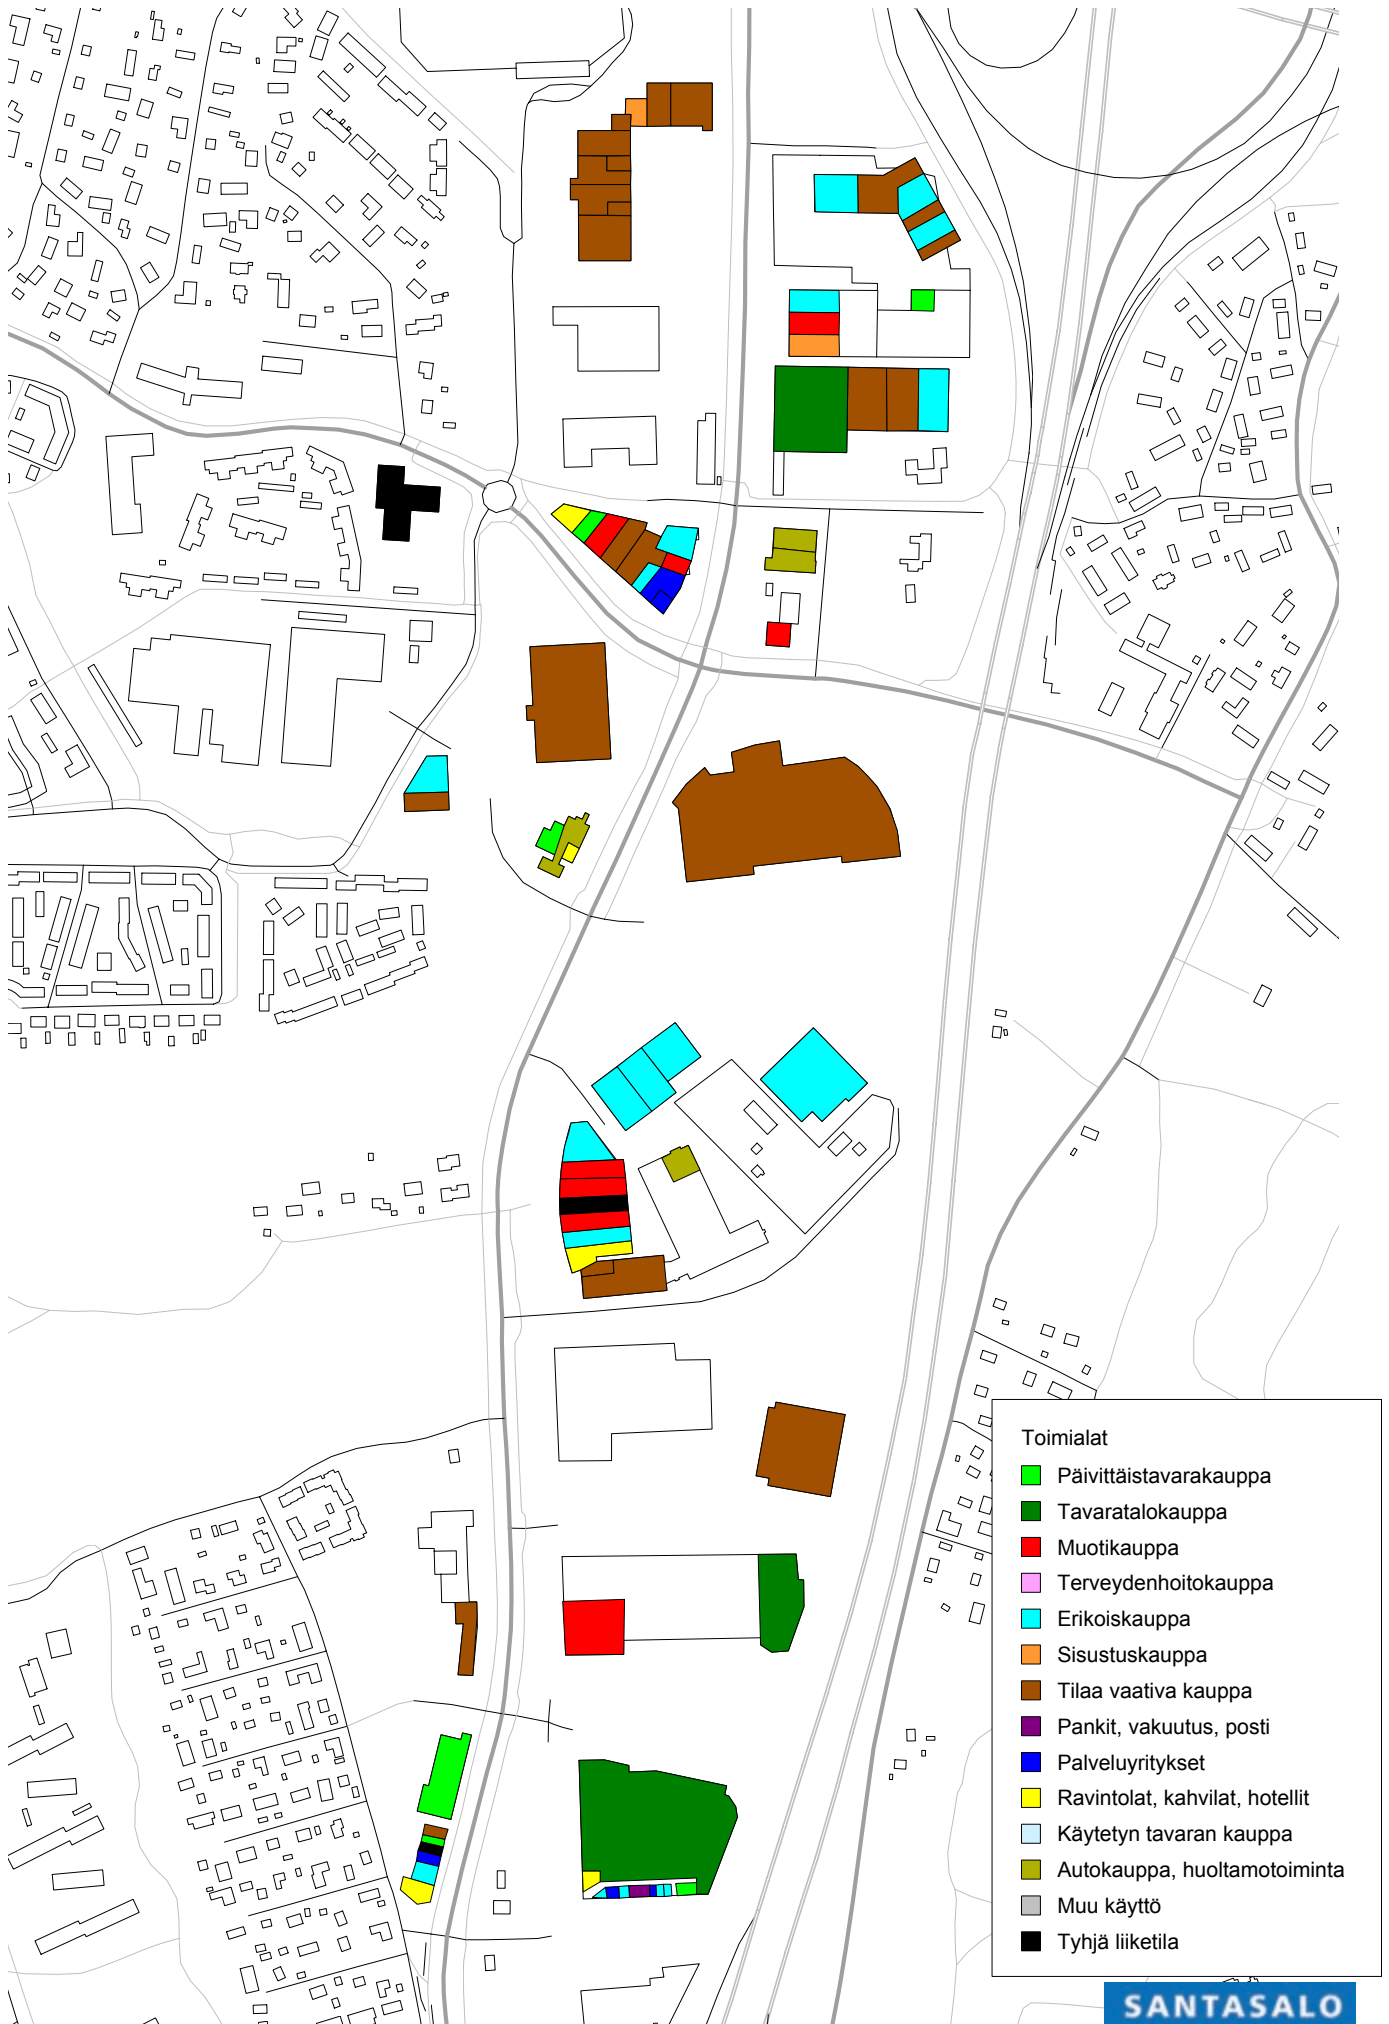 Toimialat
Päivittäistavarakauppa
Tavaratalokauppa
Muotikauppa
Terveydenhoitokauppa
Erikoiskauppa
Sisustuskauppa
Tilaa vaativa kauppa
Pankit, vakuutus, posti
Palveluyritykset
Ravintolat, kahvilat, hotellit
Käytetyn tavaran kauppa
Autokauppa, huoltamotoiminta
Muu käyttö
Tyhjä liiketila
SANTASALO